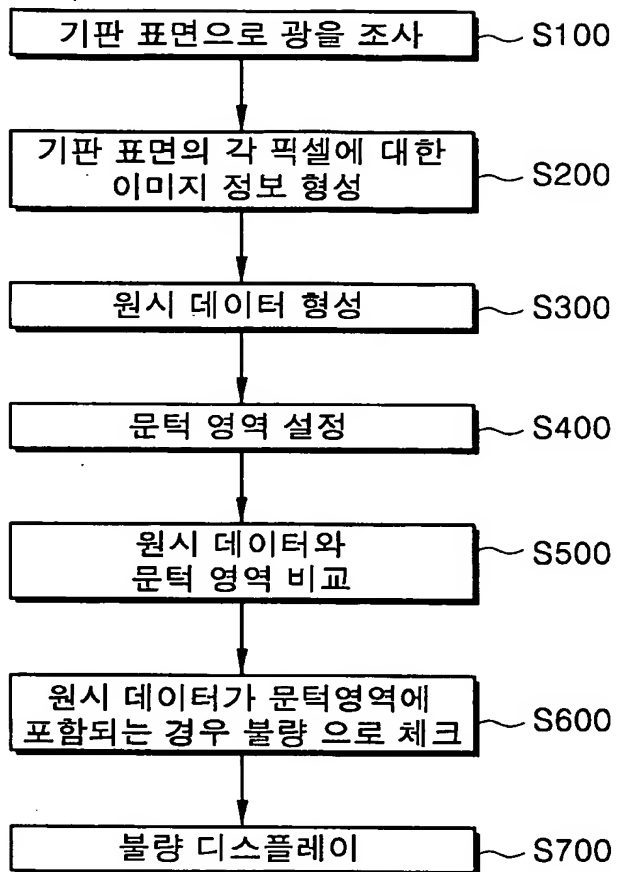 기판 표면으로 광을 조사 S100
기판 표면의 각 픽셀에 대한
이미지 정보 형성 S200
원시 데이터 형성 S300
문턱 영역 설정 S400
원시 데이터와
문턱 영역 비교 S500
원시 데이터가 문턱영역에
포함되는 경우 불량 으로 체크 S600
불량 디스플레이 S700